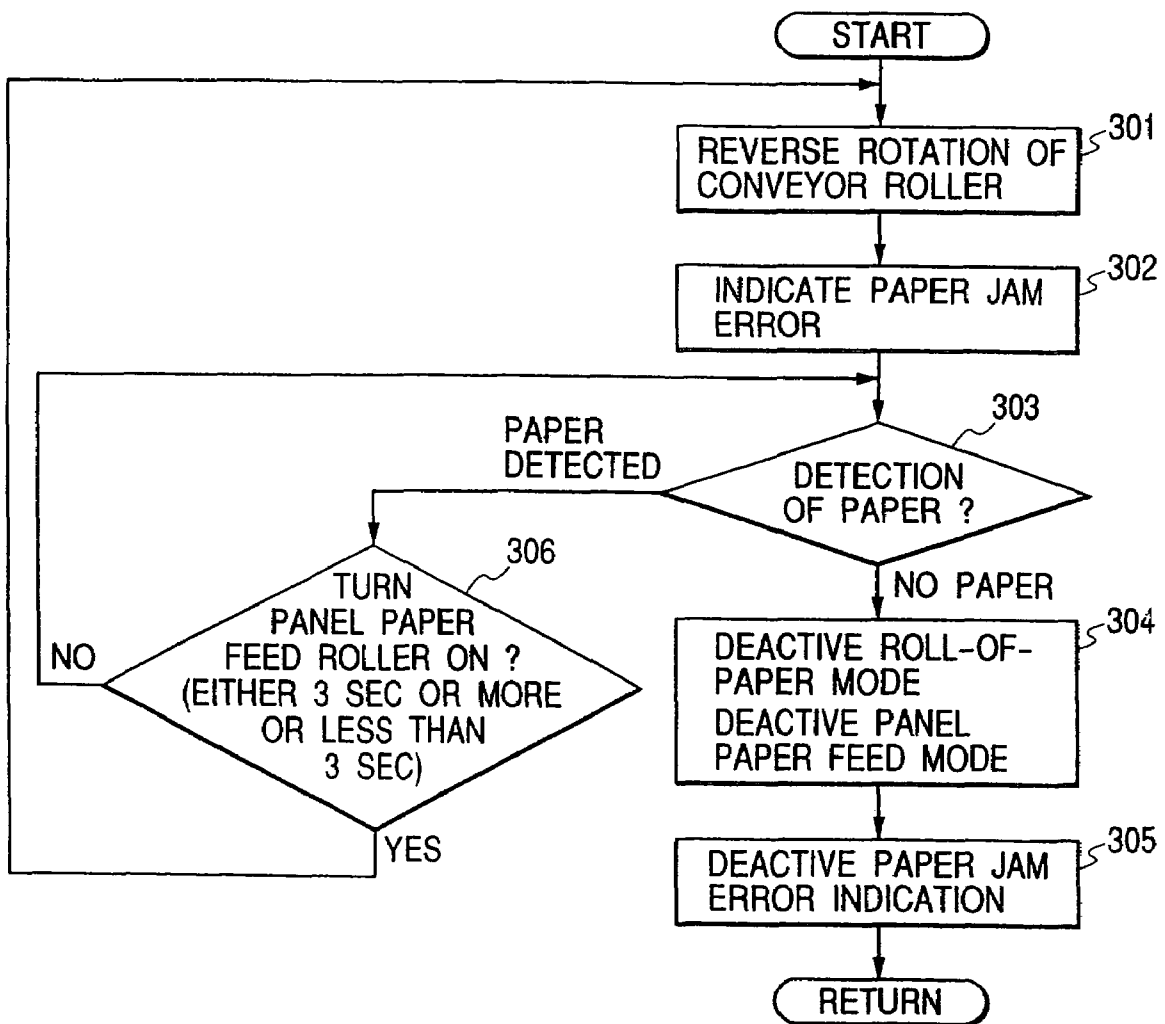 START
301
REVERSE ROTATION OF
CONVEYOR ROLLER
302
INDICATE PAPER JAM
ERROR
303
PAPER
DETECTED
DETECTION
OF PAPER ?
306
TURN
PANEL PAPER
FEED ROLLER ON ?
(EITHER 3 SEC OR MORE
OR LESS THAN
3 SEC)
NO
YES
NO PAPER
304
DEACTIVE ROLL-OF-
PAPER MODE
DEACTIVE PANEL
PAPER FEED MODE
305
DEACTIVE PAPER JAM
ERROR INDICATION
RETURN